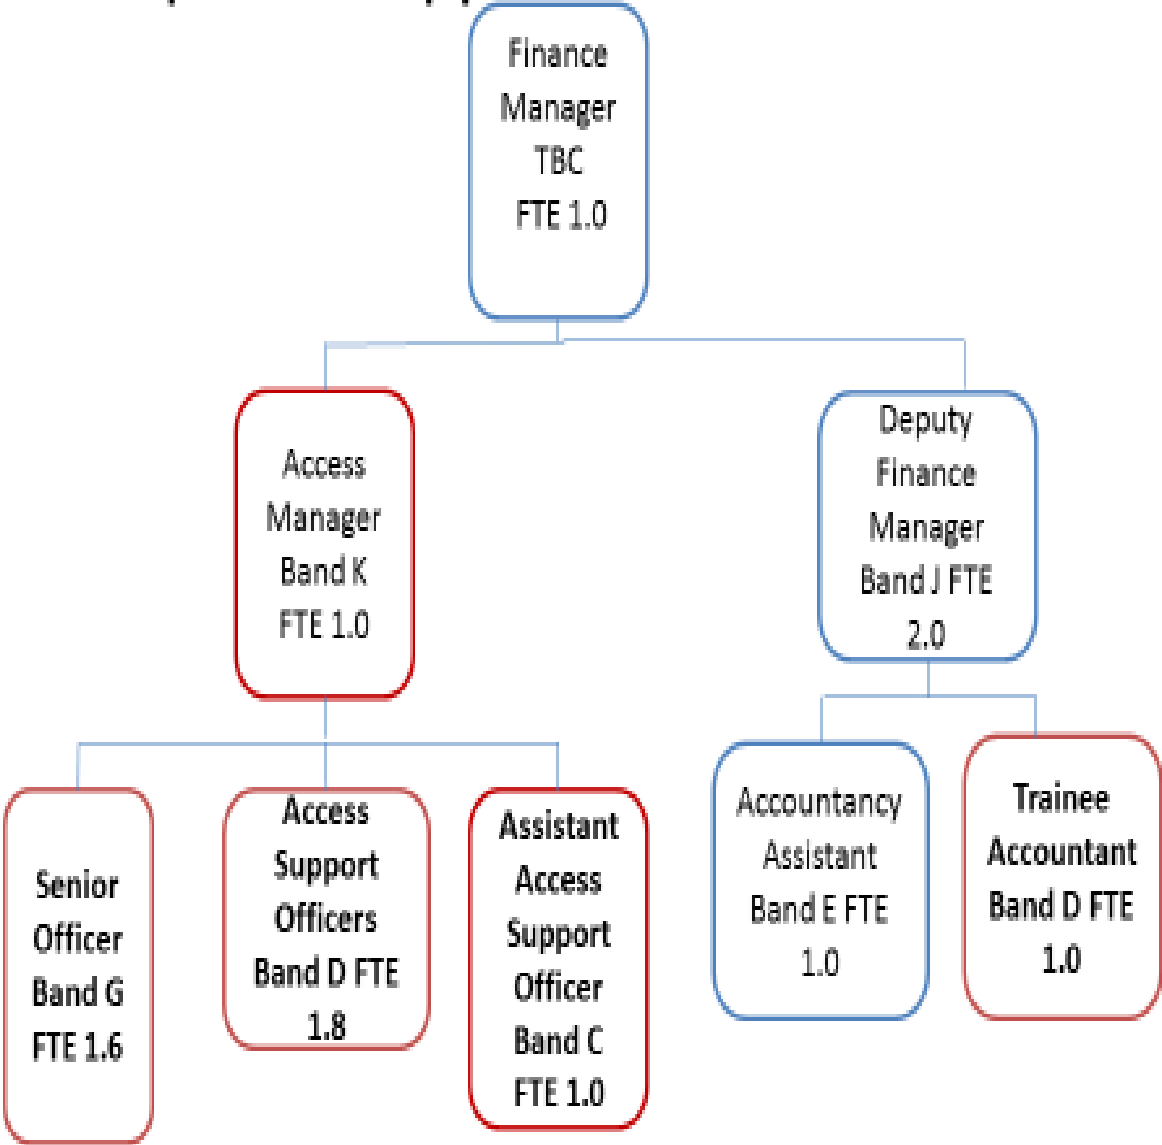 Finance
Manager
TBC
FTE 1.0
Access
Manager
Band K
FTE 1.0
Deputy
Finance
Manager
Band J FTE
2.0
Senior
Officer
Band G
FTE 1.6
Access
Support
Officers
Band D FTE
1.8
Assistant
Access
Support
Officer
Band C
FTE 1.0
Accountancy
Assistant
Band E FTE
1.0
Trainee
Accountant
Band D FTE
1.0